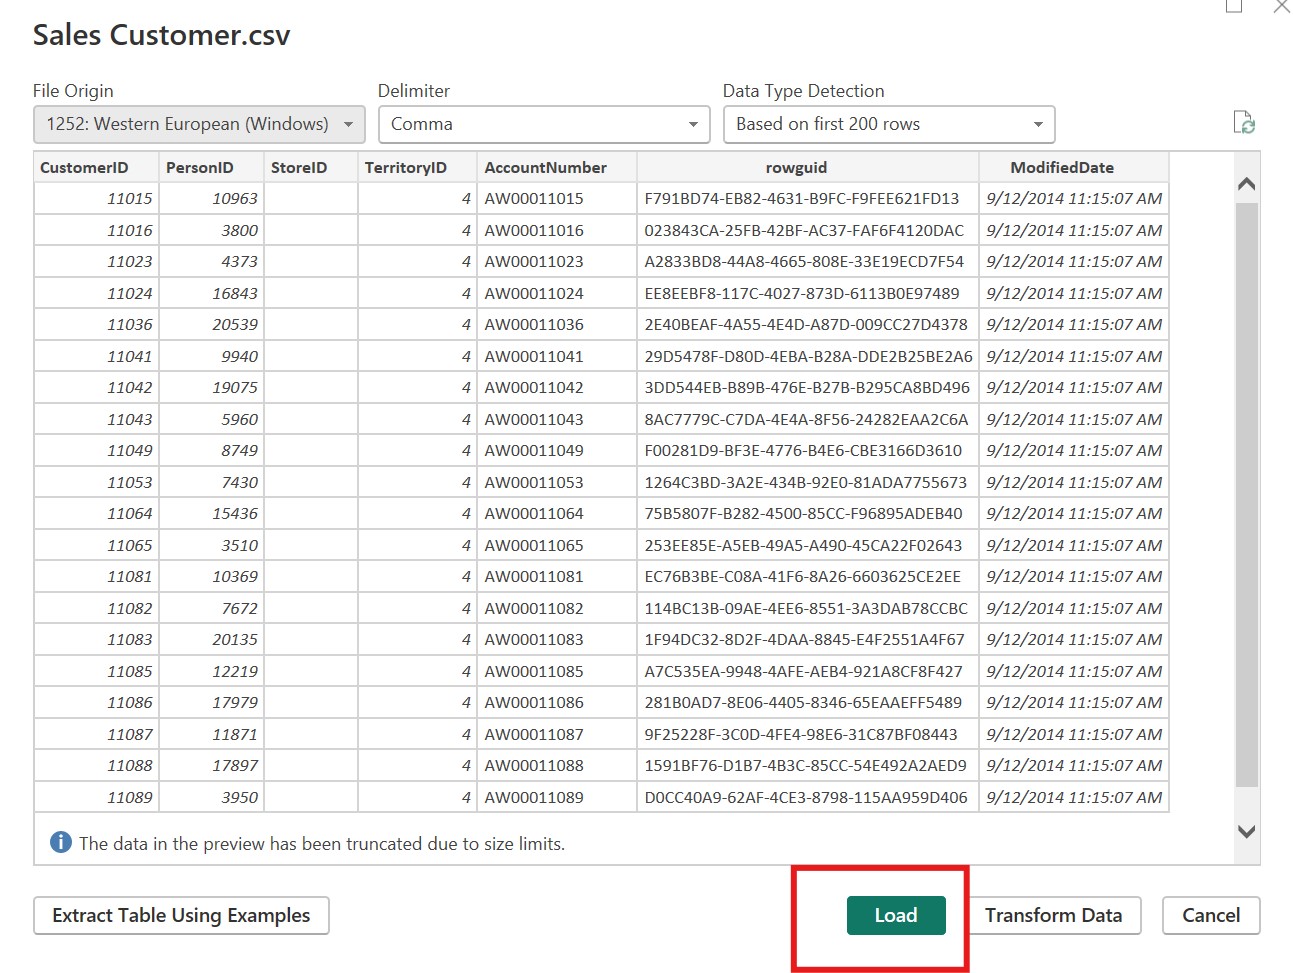 Sales Customer.csv
File Origin Delimiter Data Type Detection
1252: Western European (Windows) Comma Based on first 200 rows
CustomerID PersonID StoreID TerritoryID AccountNumber rowguid ModifiedDate
11015 10963 4 AW00011015 F791BD74-EB82-4631-B9FC-F9FEE621FD13 9/12/2014 11:15:07 AM
11016 3800 4 AW00011016 023843CA-25FB-42BF-AC37-FAF6F4120DAC 9/12/2014 11:15:07 AM
11023 4373 4 AW00011023 A2833BD8-44A8-4665-808E-33E19ECD7F54 9/12/2014 11:15:07 AM
11024 16843 4 AW00011024 EE8EEBF8-117C-4027-873D-6113B0E97489 9/12/2014 11:15:07 AM
11036 20539 4 AW00011036 2E40BEAF-4A55-4E4D-A87D-009CC27D4378 9/12/2014 11:15:07 AM
11041 9940 4 AW00011041 29D5478F-D80D-4EBA-B28A-DDE2B25BE2A6 9/12/2014 11:15:07 AM
11042 19075 4 AW00011042 3DD544EB-B89B-476E-B27B-B295CA8BD496 9/12/2014 11:15:07 AM
11043 5960 4 AW00011043 8AC7779C-C7DA-4E4A-8F56-24282EAA2C6A 9/12/2014 11:15:07 AM
11049 8749 4 AW00011049 F00281D9-BF3E-4776-B4E6-CBE3166D3610 9/12/2014 11:15:07 AM
11053 7430 4 AW00011053 1264C3BD-3A2E-434B-92E0-81ADA7755673 9/12/2014 11:15:07 AM
11064 15436 4 AW00011064 75B5807F-B282-4500-85CC-F96895ADEB40 9/12/2014 11:15:07 AM
11065 3510 4 AW00011065 253EE85E-A5EB-49A5-A490-45CA22F02643 9/12/2014 11:15:07 AM
11081 10369 4 AW00011081 EC76B3BE-C08A-41F6-8A26-6603625CE2EE 9/12/2014 11:15:07 AM
11082 7672 4 AW00011082 114BC13B-09AE-4EE6-8551-3A3DAB78CCBC 9/12/2014 11:15:07 AM
11083 20135 4 AW00011083 1F94DC32-8D2F-4DAA-8845-E4F2551A4F67 9/12/2014 11:15:07 AM
11085 12219 4 AW00011085 A7C535EA-9948-4AFE-AEB4-921A8CF8F427 9/12/2014 11:15:07 AM
11086 17979 4 AW00011086 281B0AD7-8E06-4405-8346-65EAAEFF5489 9/12/2014 11:15:07 AM
11087 11871 4 AW00011087 9F25228F-3C0D-4FE4-98E6-31C87BF08443 9/12/2014 11:15:07 AM
11088 17897 4 AW00011088 1591BF76-D1B7-4B3C-85CC-54E492A2AED9 9/12/2014 11:15:07 AM
11089 3950 4 AW00011089 D0CC40A9-62AF-4CE3-8798-115AA959D406 9/12/2014 11:15:07 AM
The data in the preview has been truncated due to size limits.
Extract Table Using Examples Load Transform Data Cancel